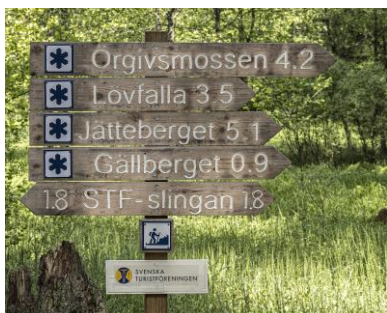 Orgivsmossen 4.2
Lövfalla 3.5
Jätteberget 5.1
Gällberget 0.9
1.8 STF-slingan 1.8
SVENSKA
TURISTFÖRENINGEN